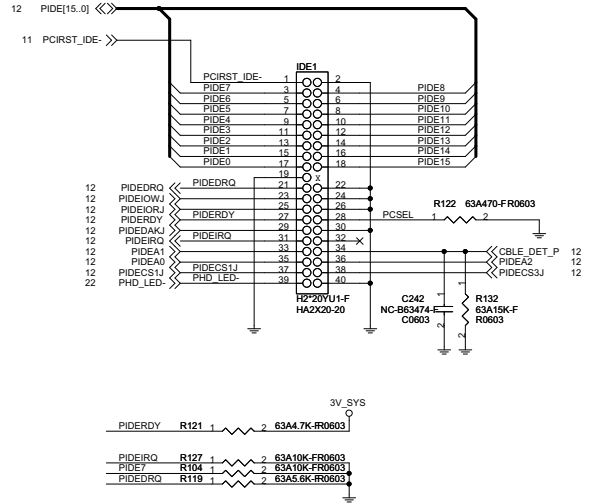 12 PIDE[15..0]
11 PCIRST_IDE-
IDE1
PCIRST_IDE- 1 2
PIDE7 3 4 PIDE8
PIDE6 5 6 PIDE9
PIDE5 7 8 PIDE10
PIDE4 9 10 PIDE11
PIDE3 11 12 PIDE12
PIDE2 13 14 PIDE13
PIDE1 15 16 PIDE14
PIDE0 17 18 PIDE15
19 X
12 PIDEDRQ PIDEDRQ 21 22
12 PIDEIOWJ 23 24
12 PIDEIORJ 25 26
12 PIDERDY PIDERDY 27 28 PCSEL
12 PIDEDAKJ 29 30
12 PIDEIRQ PIDEIRQ 31 32
12 PIDEA1 33 34 CBLE_DET_P 12
12 PIDEA0 35 36 PIDEA2 12
12 PIDECS1J PIDECS1J 37 38 PIDECS3J 12
22 PHD_LED- PHD_LED- 39 40
R122 63A470-FR0603
1 2
H2*20YU1-F
HA2X20-20
1 2
C242
NC-B63474-F
C0603
1 2
R132
63A15K-F
R0603
3V_SYS
PIDERDY R121 1 2 63A4.7K-FR0603
PIDEIRQ R127 1 2 63A10K-FR0603
PIDE7 R104 1 2 63A10K-FR0603
PIDEDRQ R119 1 2 63A5.6K-FR0603